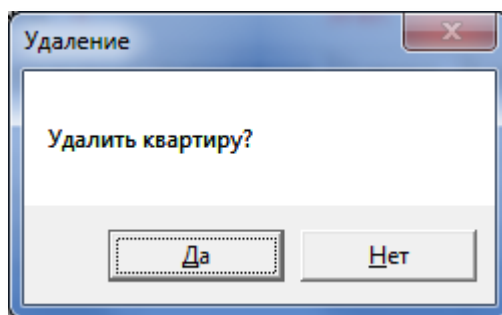 Удаление
Удалить квартиру?
Да
Нет